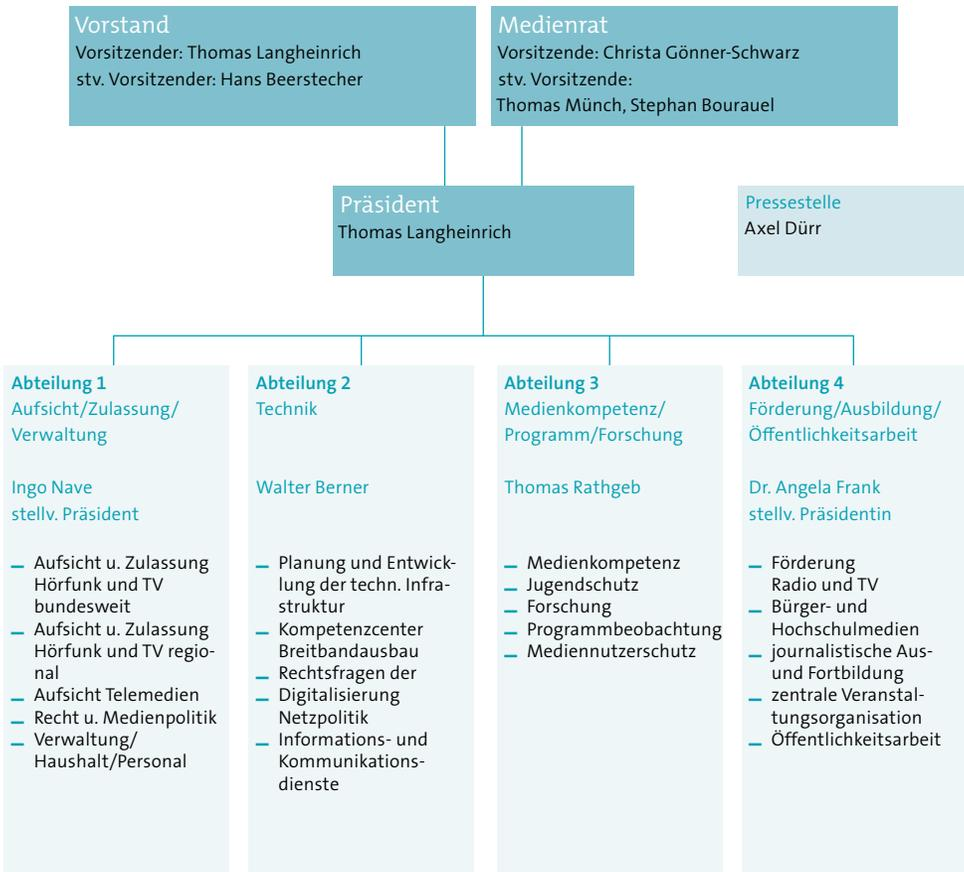 Vorstand
Vorsitzender: Thomas Langheinrich
stv. Vorsitzender: Hans Beerstecher
Medienrat
Vorsitzende: Christa Gönner-Schwarz
stv. Vorsitzende:
Thomas Münch, Stephan Bourauel
Präsident
Thomas Langheinrich
Pressestelle
Axel Dürr
Abteilung 1
Aufsicht/Zulassung/
Verwaltung
Ingo Nave
stellv. Präsident
– Aufsicht u. Zulassung
Hörfunk und TV
bundesweit
– Aufsicht u. Zulassung
Hörfunk und TV regio-
nal
– Aufsicht Telemedien
– Recht u. Medienpolitik
– Verwaltung/
Haushalt/Personal
Abteilung 2
Technik
Walter Berner
– Planung und Entwick-
lung der techn. Infra-
struktur
– Kompetenzcenter
Breitbandausbau
– Rechtsfragen der
– Digitalisierung
Netzpolitik
– Informations- und
Kommunikations-
dienste
Abteilung 3
Medienkompetenz/
Programm/Forschung
Thomas Rathgeb
– Medienkompetenz
– Jugendschutz
– Forschung
– Programmbeobachtung
– Mediennutzerschutz
Abteilung 4
Förderung/Ausbildung/
Öffentlichkeitsarbeit
Dr. Angela Frank
stellv. Präsidentin
– Förderung
Radio und TV
– Bürger- und
Hochschulmedien
– journalistische Aus-
und Fortbildung
– zentrale Veranstal-
tungsorganisation
– Öffentlichkeitsarbeit